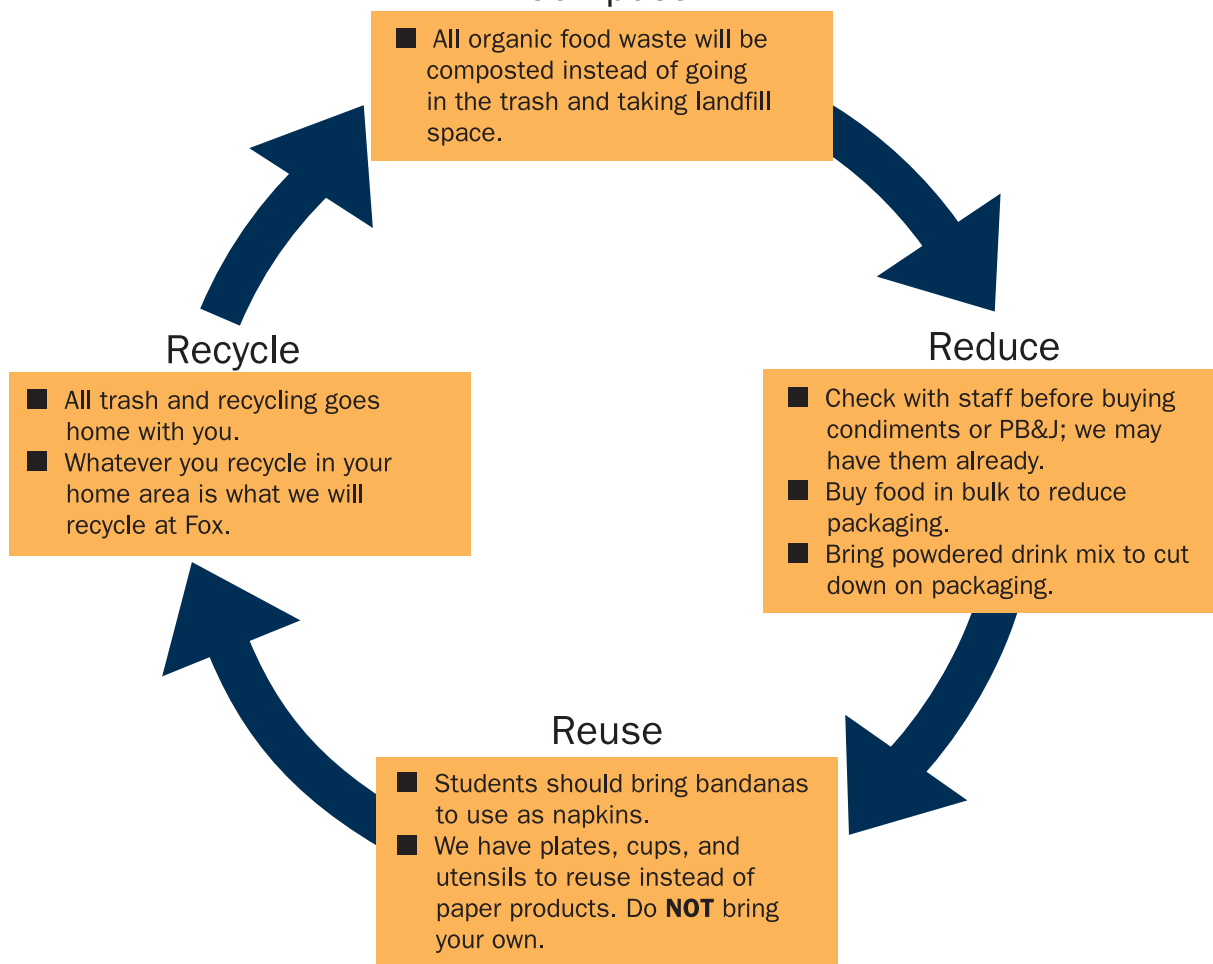 ■ All organic food waste will be
composted instead of going
in the trash and taking landfill
space.
Recycle
■ All trash and recycling goes
home with you.
■ Whatever you recycle in your
home area is what we will
recycle at Fox.
Reduce
■ Check with staff before buying
condiments or PB&J; we may
have them already.
■ Buy food in bulk to reduce
packaging.
■ Bring powdered drink mix to cut
down on packaging.
Reuse
■ Students should bring bandanas
to use as napkins.
■ We have plates, cups, and
utensils to reuse instead of
paper products. Do NOT bring
your own.